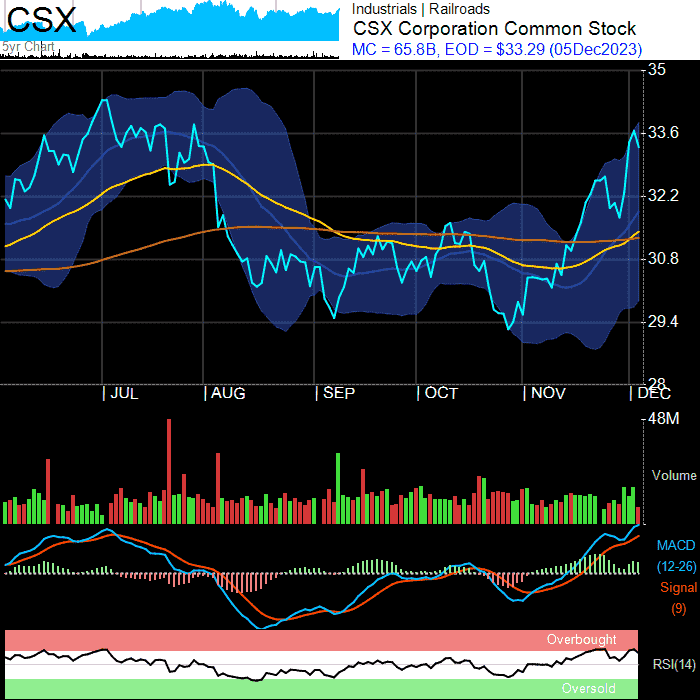 CSX
5yr Chart
Industrials | Railroads
CSX Corporation Common Stock
MC = 65.8B, EOD = $33.29 (05Dec2023)
35
33.6
32.2
30.8
29.4
28
| JUL | AUG | SEP | OCT | NOV | DEC
48M
Volume
MACD
(12-26)
Signal
(9)
Overbought
RSI(14)
Oversold